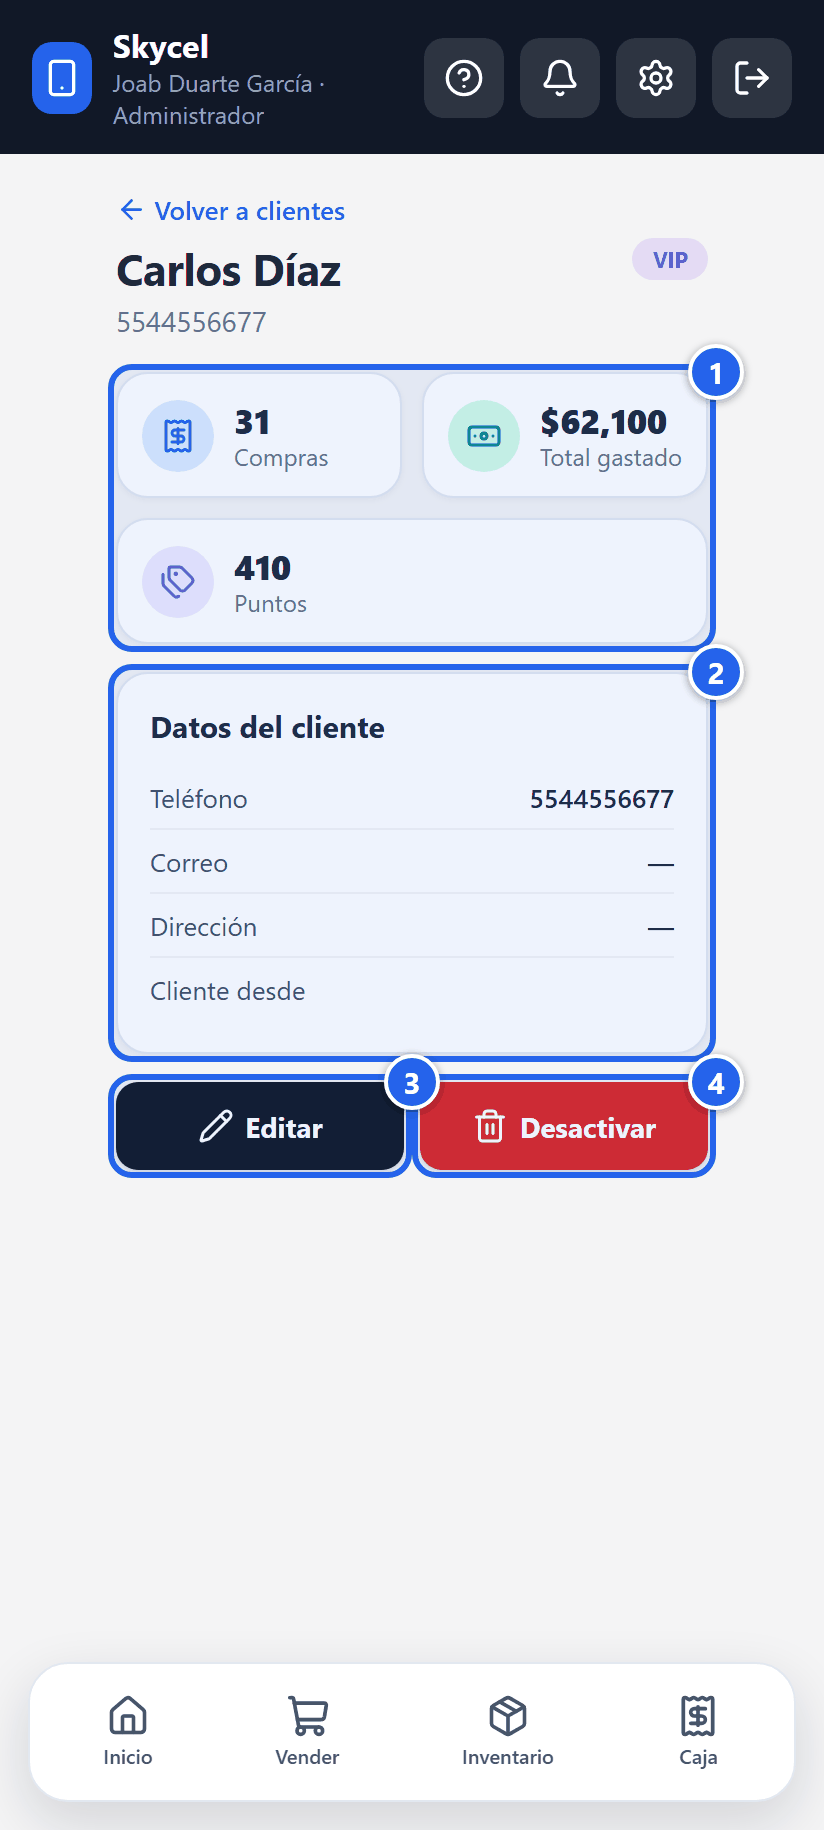 Skycel
Joab Duarte García ·
Administrador
Volver a clientes
Carlos Díaz
VIP
5544556677
1
31
Compras
$62,100
Total gastado
410
Puntos
2
Datos del cliente
Teléfono 5544556677
Correo —
Dirección —
Cliente desde
3
4
Editar
Desactivar
Inicio
Vender
Inventario
Caja